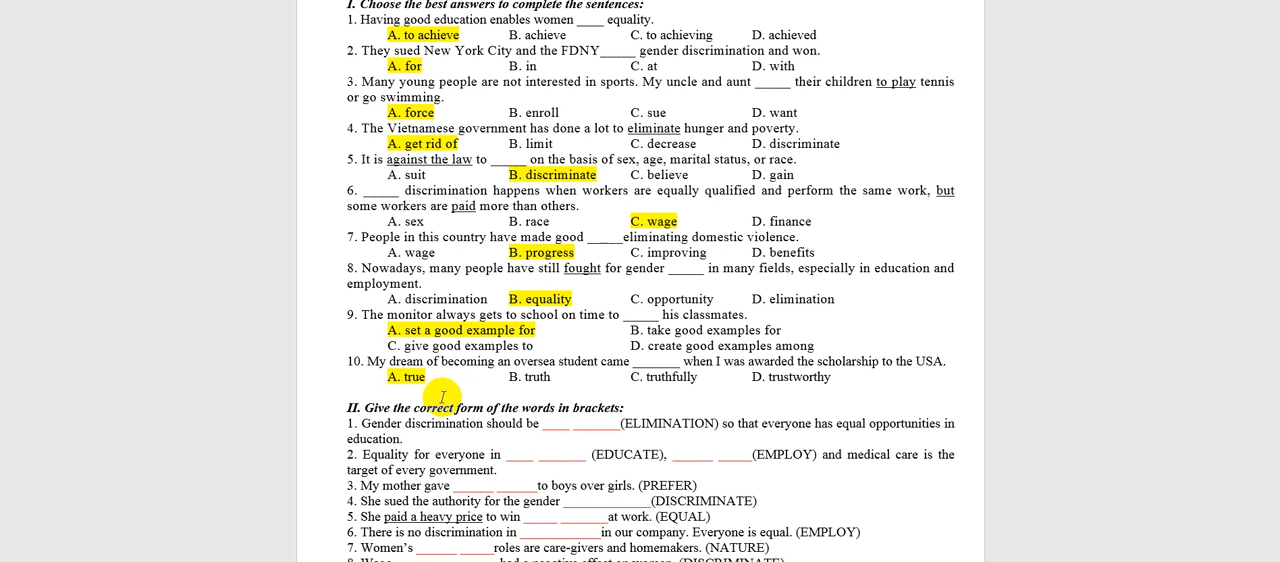 I. Choose the best answers to complete the sentences:
1. Having good education enables women ____ equality.
A. to achieve B. achieve C. to achieving D. achieved
2. They sued New York City and the FDNY_____ gender discrimination and won.
A. for B. in C. at D. with
3. Many young people are not interested in sports. My uncle and aunt _____ their children to play tennis
or go swimming.
A. force B. enroll C. sue D. want
4. The Vietnamese government has done a lot to eliminate hunger and poverty.
A. get rid of B. limit C. decrease D. discriminate
5. It is against the law to _____ on the basis of sex, age, marital status, or race.
A. suit B. discriminate C. believe D. gain
6. _____ discrimination happens when workers are equally qualified and perform the same work, but
some workers are paid more than others.
A. sex B. race C. wage D. finance
7. People in this country have made good _____eliminating domestic violence.
A. wage B. progress C. improving D. benefits
8. Nowadays, many people have still fought for gender _____ in many fields, especially in education and
employment.
A. discrimination B. equality C. opportunity D. elimination
9. The monitor always gets to school on time to _____ his classmates.
A. set a good example for B. take good examples for
C. give good examples to D. create good examples among
10. My dream of becoming an oversea student came _______ when I was awarded the scholarship to the USA.
A. true B. truth C. truthfully D. trustworthy
II. Give the correct form of the words in brackets:
1. Gender discrimination should be ____ _______(ELIMINATION) so that everyone has equal opportunities in
education.
2. Equality for everyone in ____ _______ (EDUCATE), ______ _____(EMPLOY) and medical care is the
target of every government.
3. My mother gave ______ ______to boys over girls. (PREFER)
4. She sued the authority for the gender _____________(DISCRIMINATE)
5. She paid a heavy price to win _____ _______at work. (EQUAL)
6. There is no discrimination in ____________in our company. Everyone is equal. (EMPLOY)
7. Women's ______ _____roles are care-givers and homemakers. (NATURE)
8. Wage ________________ had a negative effect on women. (DISCRIMINATE)